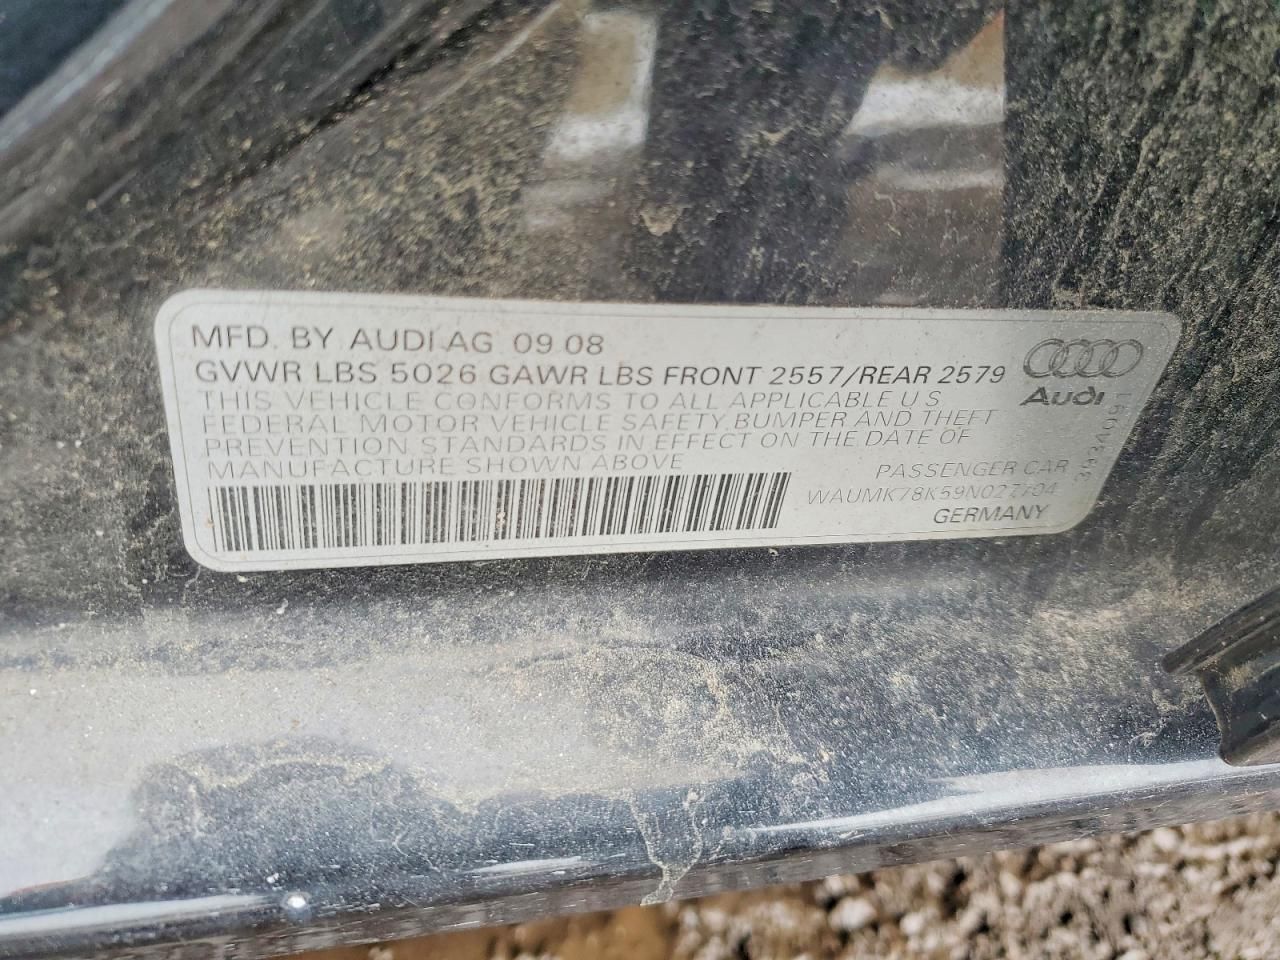 MFD. BY AUDI AG 09 08
GVWR LBS 5026 GAWR LBS FRONT 2557/REAR 2579
THIS VEHICLE CONFORMS TO ALL APPLICABLE U S
FEDERAL MOTOR VEHICLE SAFETY, BUMPER AND THEFT
PREVENTION STANDARDS IN EFFECT ON THE DATE OF
MANUFACTURE SHOWN ABOVE
PASSENGER CAR
WAUMK78K59N027704
GERMANY
Audi
3934091